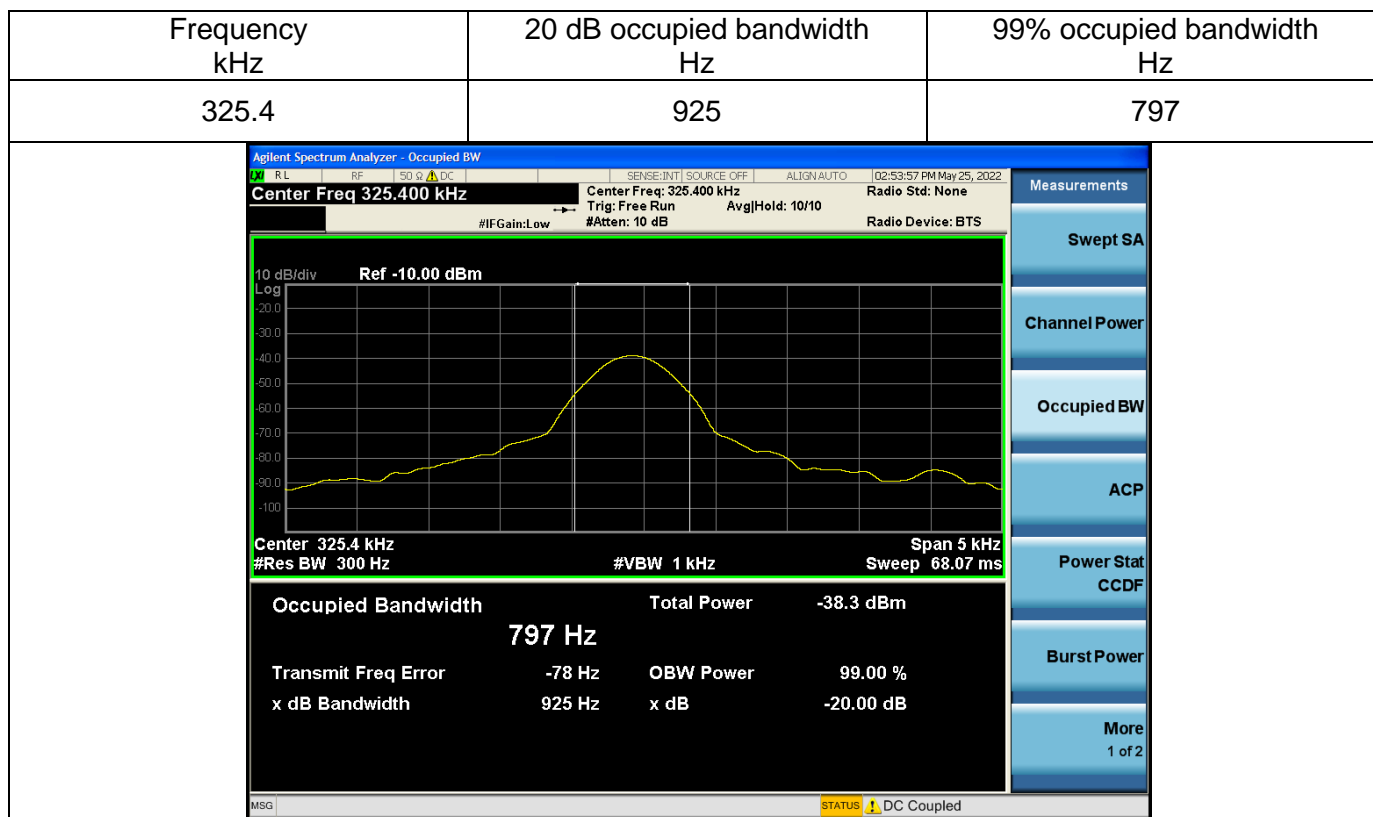 Frequency
kHz
20 dB occupied bandwidth
Hz
99% occupied bandwidth
Hz
325.4
925
797
Agilent Spectrum Analyzer - Occupied BW
LXI RL RF 50 Ω DC SENSE:INT SOURCE OFF ALIGNAUTO 02:53:57 PM May 25, 2022
Center Freq 325.400 kHz
Center Freq: 325.400 kHz Radio Std: None
Trig: Free Run Avg|Hold: 10/10
#IFGain:Low #Atten: 10 dB Radio Device: BTS
10 dB/div Ref -10.00 dBm
Log
-20.0
-30.0
-40.0
-50.0
-60.0
-70.0
-80.0
-90.0
-100
Center 325.4 kHz Span 5 kHz
#Res BW 300 Hz #VBW 1 kHz Sweep 68.07 ms
Occupied Bandwidth Total Power -38.3 dBm
797 Hz
Transmit Freq Error -78 Hz OBW Power 99.00 %
x dB Bandwidth 925 Hz x dB -20.00 dB
Measurements
Swept SA
Channel Power
Occupied BW
ACP
Power Stat
CCDF
Burst Power
More
1 of 2
MSG STATUS DC Coupled